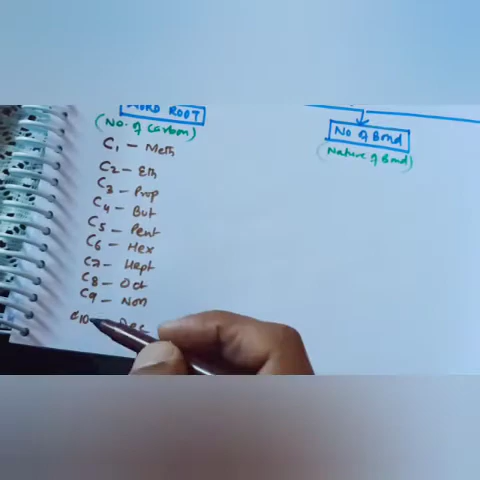 WORD ROOT
(No. of Carbon)
C1 - Meth
C2 - Eth
C3 - Prop
C4 - But
C5 - Pent
C6 - Hex
C7 - Hept
C8 - Oct
C9 - Non
C10 - Dec
No of Bond
(Nature of Bond)